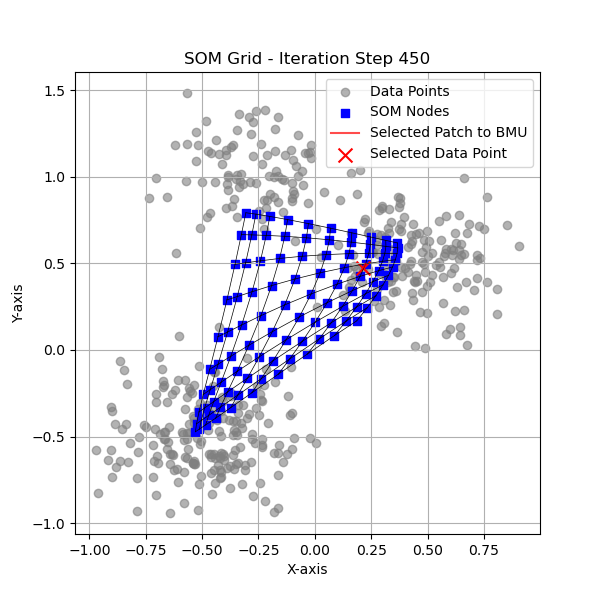 SOM Grid - Iteration Step 450
Data Points
SOM Nodes
Selected Patch to BMU
Selected Data Point
Y-axis
1.5
1.0
0.5
0.0
−0.5
−1.0
−1.00 −0.75 −0.50 −0.25 0.00 0.25 0.50 0.75
X-axis